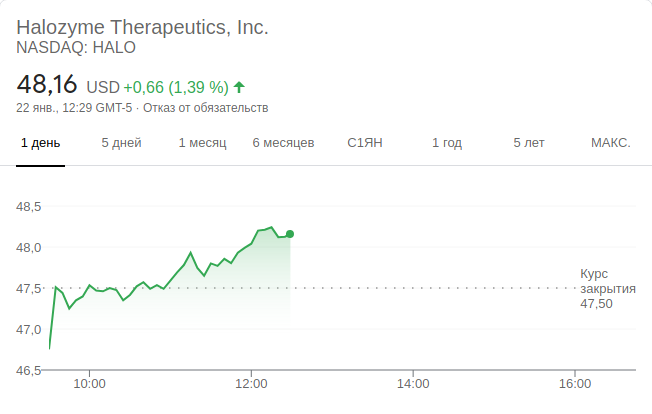 Halozyme Therapeutics, Inc.
NASDAQ: HALO
48,16 USD +0,66 (1,39 %)
22 янв., 12:29 GMT-5 · Отказ от обязательств
1 день 5 дней 1 месяц 6 месяцев С1ЯН 1 год 5 лет МАКС.
48,5
48,0
47,5
47,0
46,5
Курс
закрытия
47,50
10:00 12:00 14:00 16:00